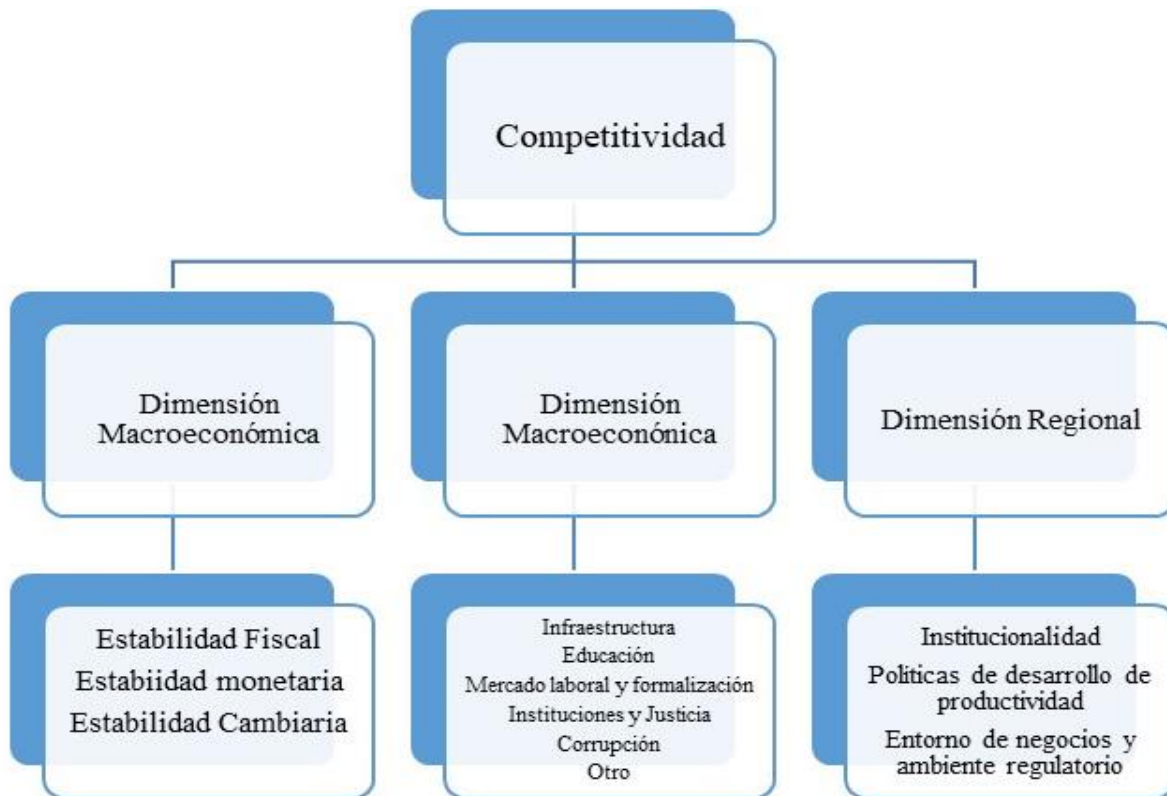 Competitividad
Dimensión
Macroeconómica
Dimensión
Macroeconónica
Dimensión Regional
Estabilidad Fiscal
Estabiidad monetaria
Estabilidad Cambiaria
Infraestructura
Educación
Mercado laboral y formalización
Instituciones y Justicia
Corrupción
Otro
Institucionalidad
Políticas de desarrollo de
productividad
Entorno de negocios y
ambiente regulatorio